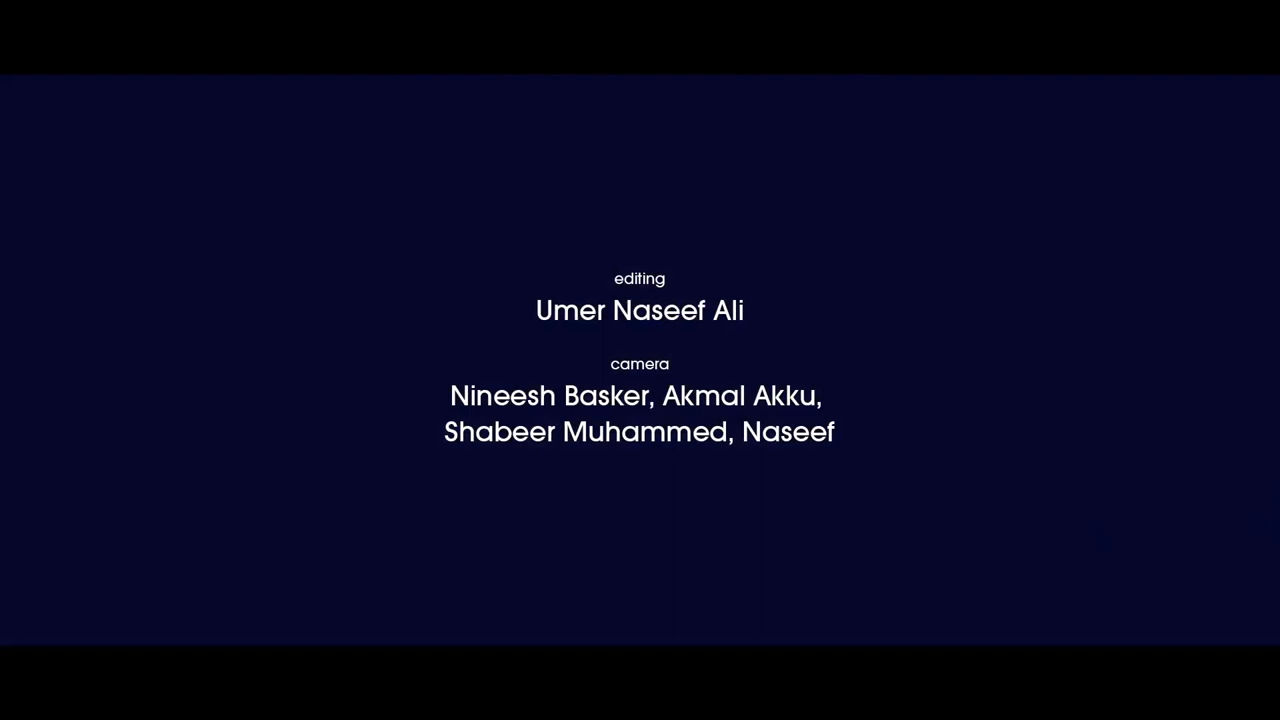 editing
Umer Naseef Ali
camera
Nineesh Basker, Akmal Akku,
Shabeer Muhammed, Naseef